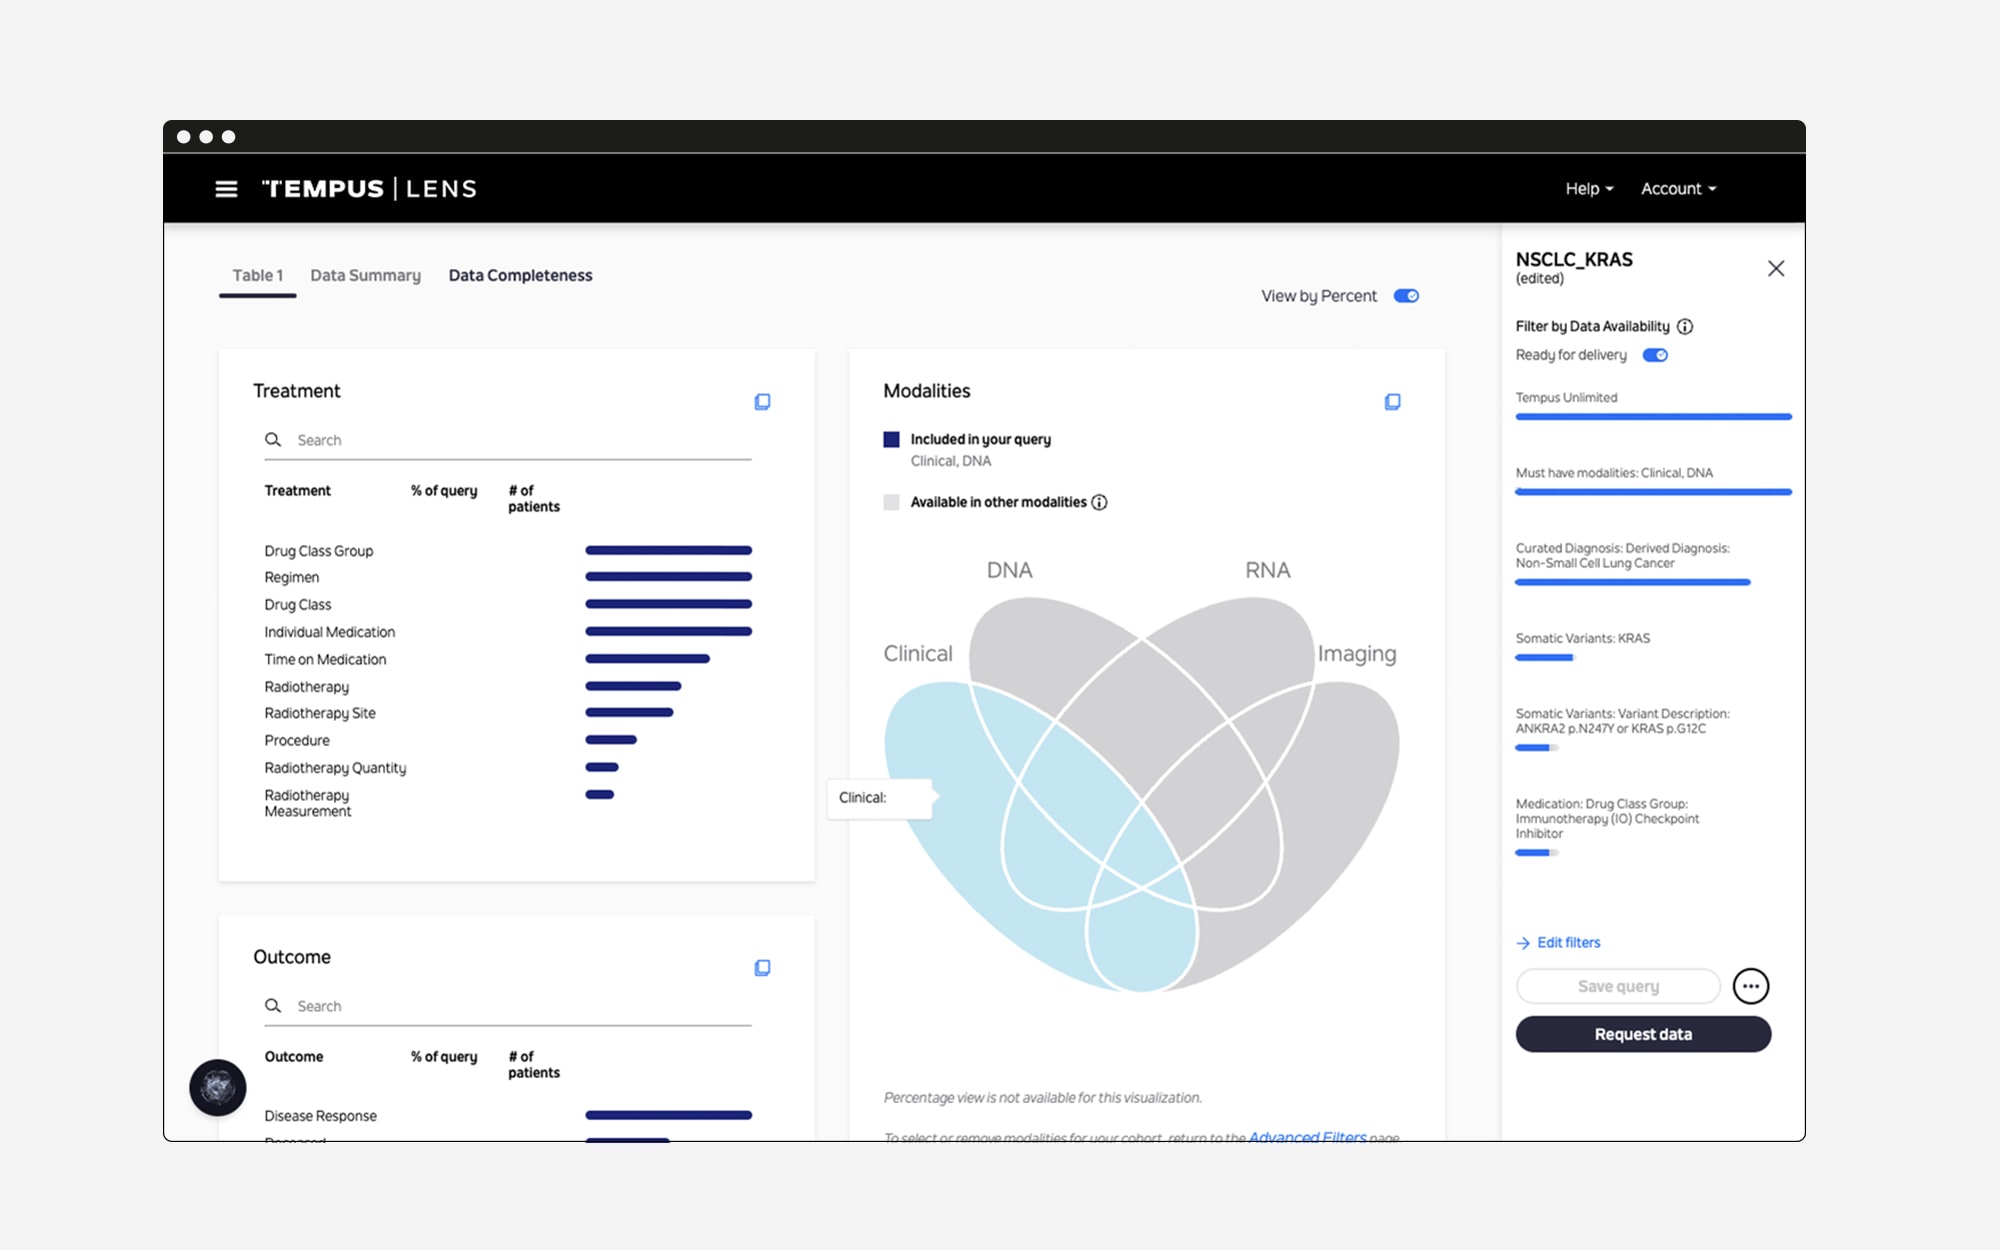 TEMPUS | LENS
Help
Account
Table 1
Data Summary
Data Completeness
View by Percent
Treatment
Search
Treatment
% of query
# of
patients
Drug Class Group
Regimen
Drug Class
Individual Medication
Time on Medication
Radiotherapy
Radiotherapy Site
Procedure
Radiotherapy Quantity
Radiotherapy
Measurement
Outcome
Search
Outcome
% of query
# of
patients
Disease Response
Deceased
Modalities
Included in your query
Clinical, DNA
Available in other modalities
DNA
RNA
Clinical
Imaging
Clinical:
Percentage view is not available for this visualization.
To select or remove modalities for your cohort, return to the Advanced Filters page.
NSCLC_KRAS
(edited)
Filter by Data Availability
Ready for delivery
Tempus Unlimited
Must have modalities: Clinical, DNA
Curated Diagnosis: Derived Diagnosis:
Non-Small Cell Lung Cancer
Somatic Variants: KRAS
Somatic Variants: Variant Description:
ANKRA2 p.N247Y or KRAS p.G12C
Medication: Drug Class Group:
Immunotherapy (IO) Checkpoint
Inhibitor
Edit filters
Save query
Request data